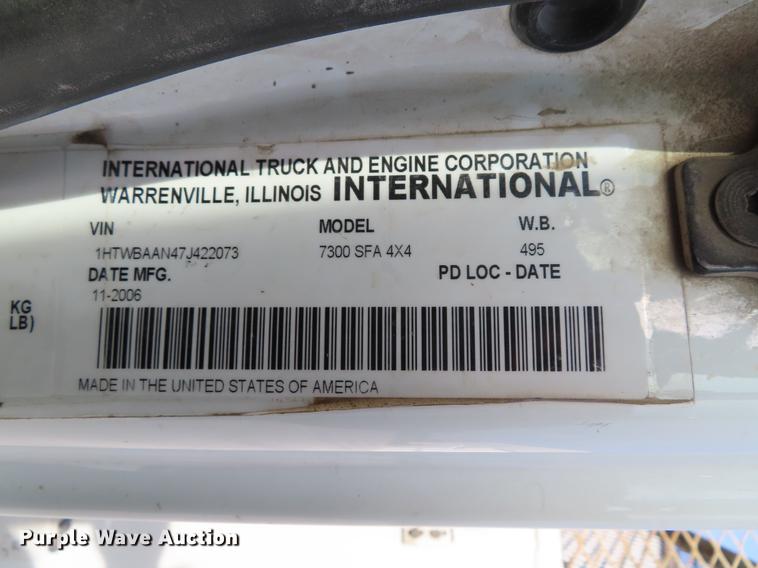 INTERNATIONAL TRUCK AND ENGINE CORPORATION
WARRENVILLE, ILLINOIS INTERNATIONAL®
VIN MODEL W.B.
1HTWBAAN47J422073 7300 SFA 4X4 495
DATE MFG. PD LOC - DATE
11-2006
KG
LB)
MADE IN THE UNITED STATES OF AMERICA
Purple Wave Auction